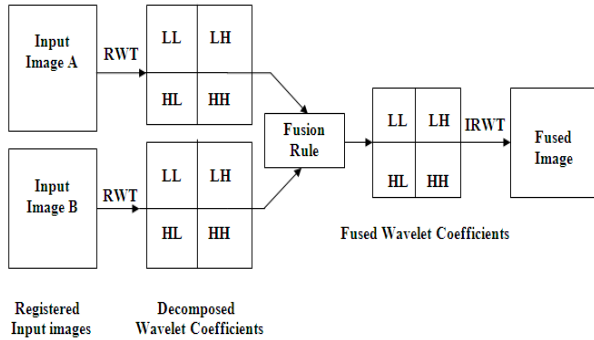 Input
Image A
RWT
LL LH
HL HH
Input
Image B
RWT
LL LH
HL HH
Fusion
Rule
LL LH
HL HH
IRWT
Fused
Image
Fused Wavelet Coefficients
Registered
Input images
Decomposed
Wavelet Coefficients